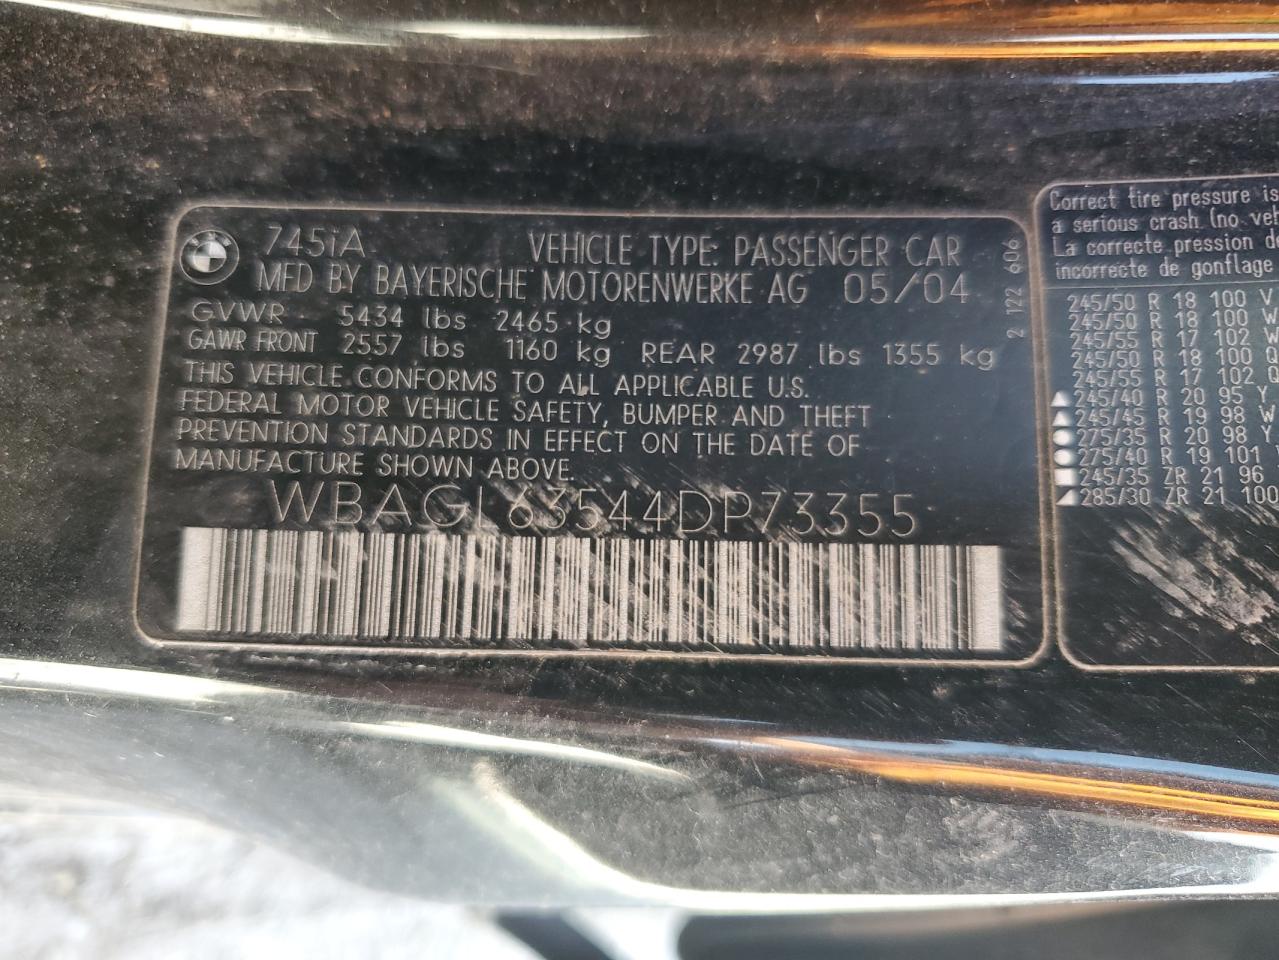 745iA VEHICLE TYPE: PASSENGER CAR
MFD BY BAYERISCHE MOTORENWERKE AG 05/04
GVWR 5434 lbs 2465 kg
GAWR FRONT 2557 lbs 1160 kg REAR 2987 lbs 1355 kg
THIS VEHICLE CONFORMS TO ALL APPLICABLE U.S.
FEDERAL MOTOR VEHICLE SAFETY, BUMPER AND THEFT
PREVENTION STANDARDS IN EFFECT ON THE DATE OF
MANUFACTURE SHOWN ABOVE.
WBAGL63544DP73355
2 122 606
Correct tire pressure is
a serious crash (no veh
La correcte pression d
incorrecte de gonflage
245/50 R 18 100 V
245/50 R 18 100 W
245/55 R 17 102 W
245/50 R 18 100 Q
245/55 R 17 102 Q
245/40 R 20 95 Y
245/45 R 19 98 W
275/35 R 20 98 Y
275/40 R 19 101
245/35 ZR 21 96
285/30 ZR 21 100